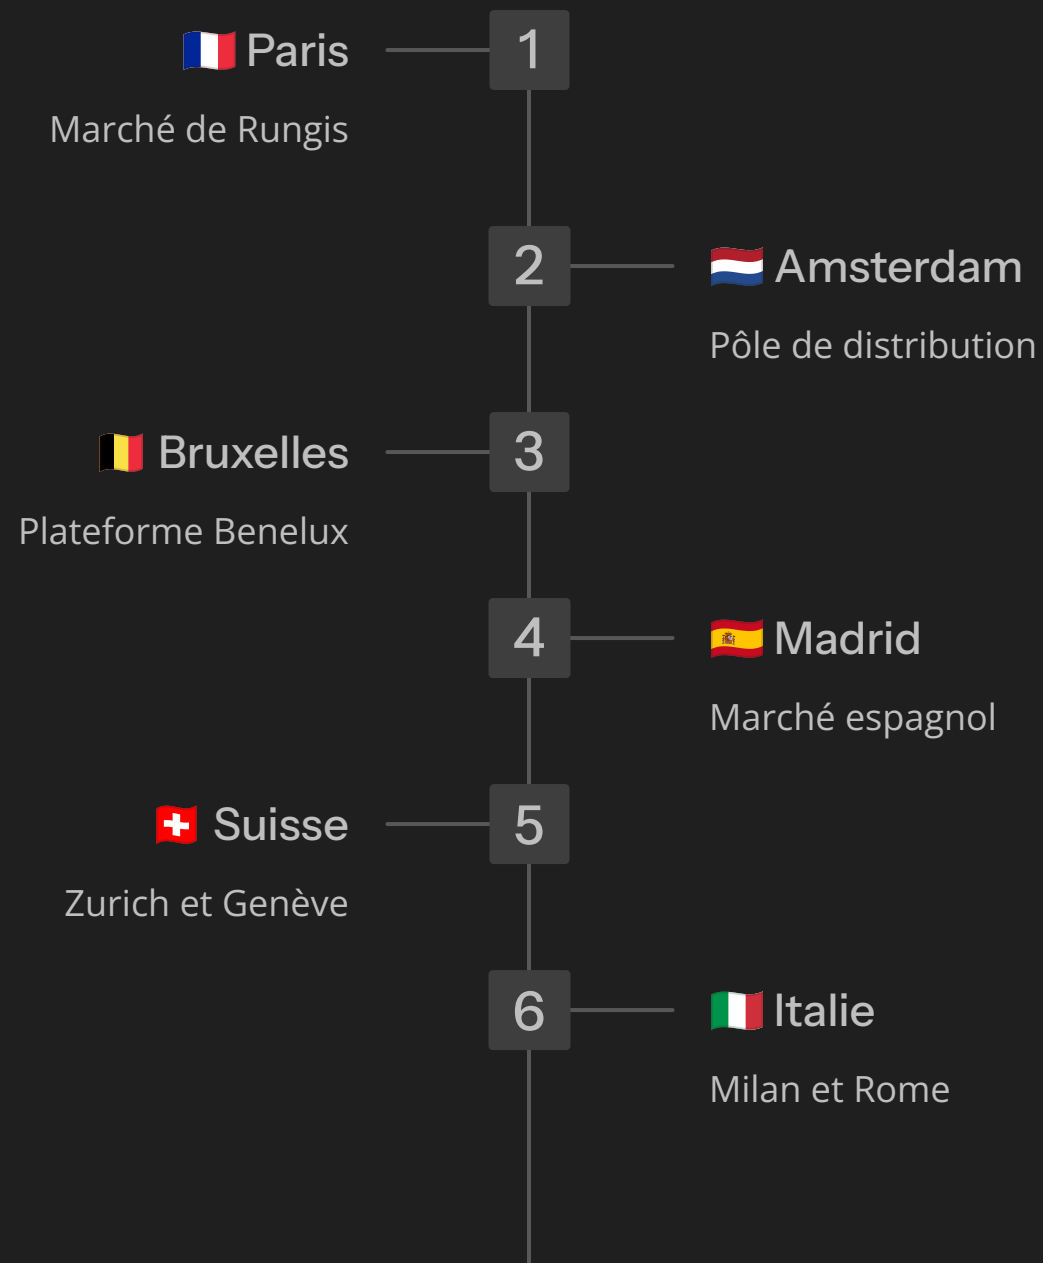 🇫🇷 Paris
1
Marché de Rungis
2
🇳🇱 Amsterdam
Pôle de distribution
🇧🇪 Bruxelles
3
Plateforme Benelux
4
🇪🇸 Madrid
Marché espagnol
🇨🇭 Suisse
5
Zurich et Genève
6
🇮🇹 Italie
Milan et Rome